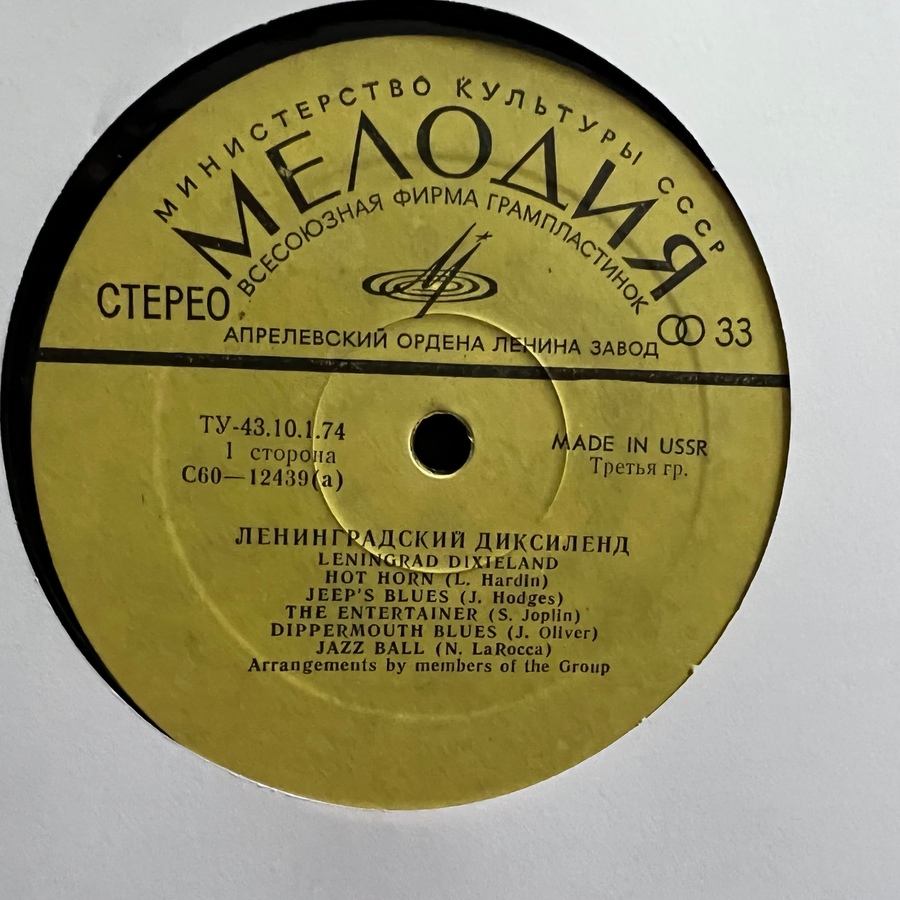 МИНИСТЕРСТВО КУЛЬТУРЫ СССР
МЕЛОДИЯ
ВСЕСОЮЗНАЯ ФИРМА ГРАМПЛАСТИНОК
СТЕРЕО
33
АПРЕЛЕВСКИЙ ОРДЕНА ЛЕНИНА ЗАВОД
ТУ-43.10.1.74
1 сторона
С60—12439(а)
MADE IN USSR
Третья гр.
ЛЕНИНГРАДСКИЙ ДИКСИЛЕНД
LENINGRAD DIXIELAND
HOT HORN (L. Hardin)
JEEP'S BLUES (J. Hodges)
THE ENTERTAINER (S. Joplin)
DIPPERMOUTH BLUES (J. Oliver)
JAZZ BALL (N. LaRocca)
Arrangements by members of the Group